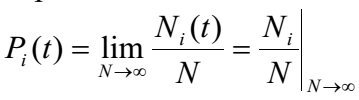 P_i(t) = lim_{N→∞} N_i(t)/N = N_i/N |_{N→∞}